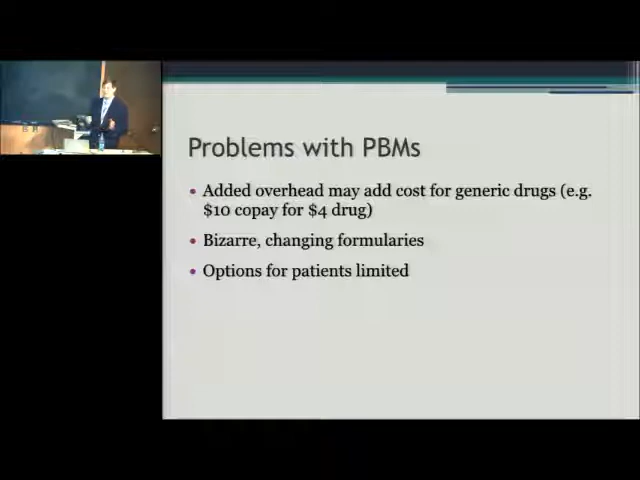 Problems with PBMs
• Added overhead may add cost for generic drugs (e.g.
$10 copay for $4 drug)
• Bizarre, changing formularies
• Options for patients limited